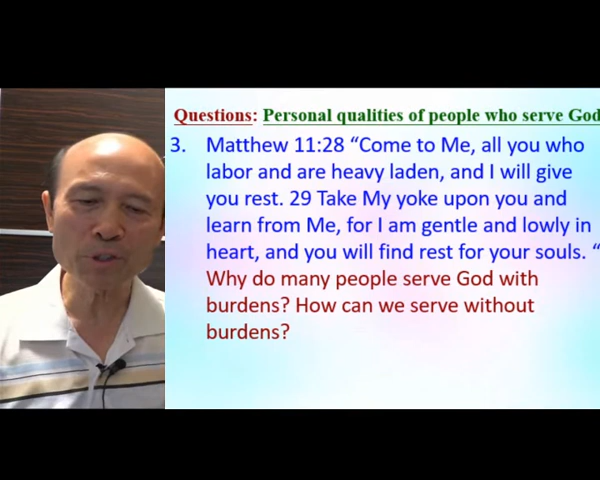 Questions: Personal qualities of people who serve God
3. Matthew 11:28 “Come to Me, all you who
labor and are heavy laden, and I will give
you rest. 29 Take My yoke upon you and
learn from Me, for I am gentle and lowly in
heart, and you will find rest for your souls. “
Why do many people serve God with
burdens? How can we serve without
burdens?